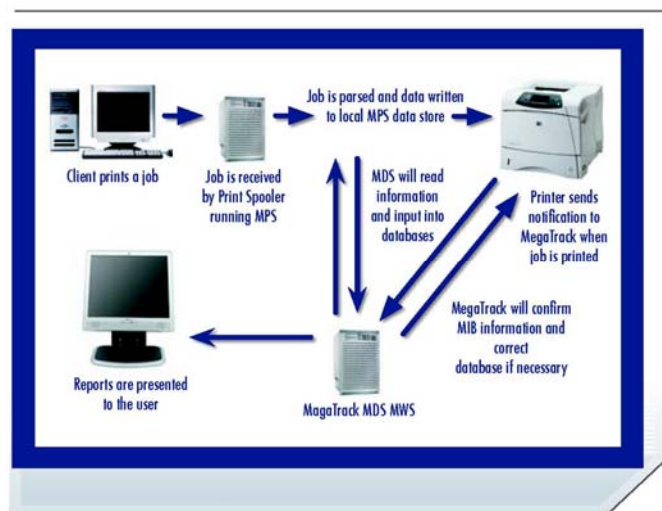 Job is parsed and data written
to local MPS data store
Client prints a job
Job is received
by Print Spooler
running MPS
MDS will read
information
and input into
databases
Printer sends
notification to
MegaTrack when
job is printed
MegaTrack will confirm
MIB information and
correct
database if necessary
Reports are presented
to the user
MagaTrack MDS MWS